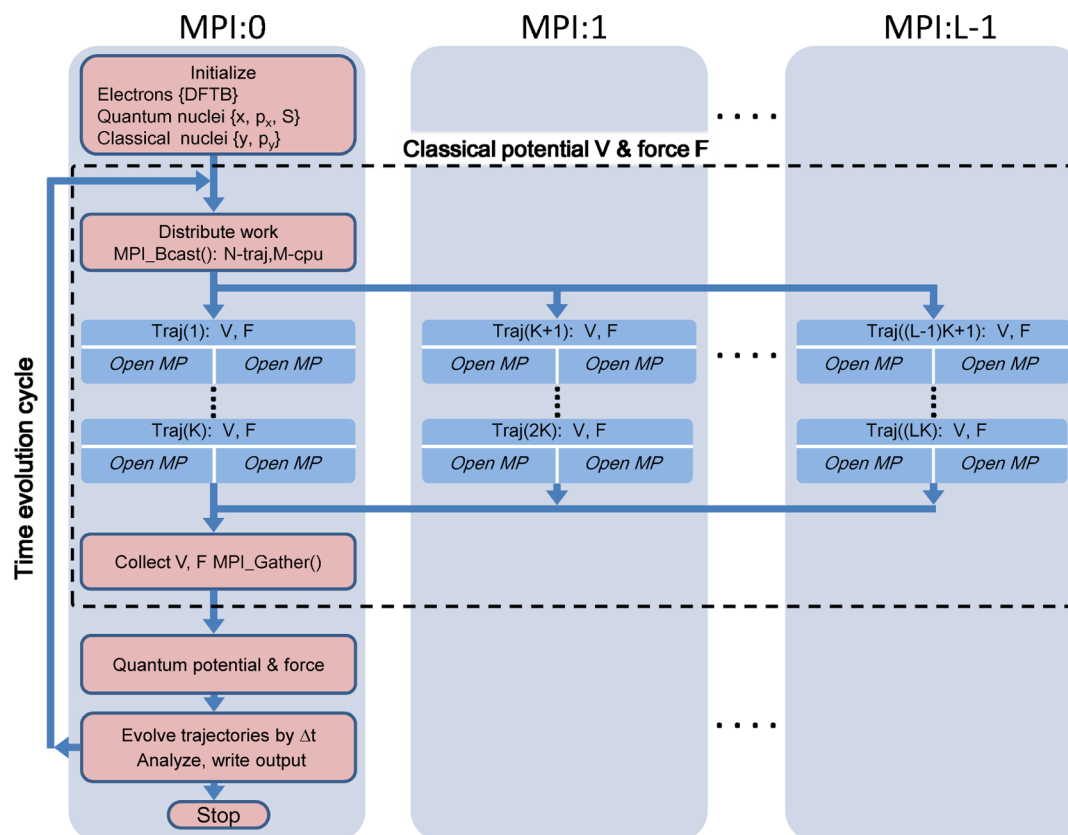 MPI:0
MPI:1
MPI:L-1
Initialize
Electrons {DFTB}
Quantum nuclei {x, pₓ, S}
Classical nuclei {y, p_y}
Classical potential V & force F
Distribute work
MPI_Bcast(): N-traj,M-cpu
Traj(1): V, F
Open MP
Open MP
Traj(K+1): V, F
Open MP
Open MP
Traj((L-1)K+1): V, F
Open MP
Open MP
Traj(K): V, F
Open MP
Open MP
Traj(2K): V, F
Open MP
Open MP
Traj((LK): V, F
Open MP
Open MP
Time evolution cycle
Collect V, F MPI_Gather()
Quantum potential & force
Evolve trajectories by Δt
Analyze, write output
Stop